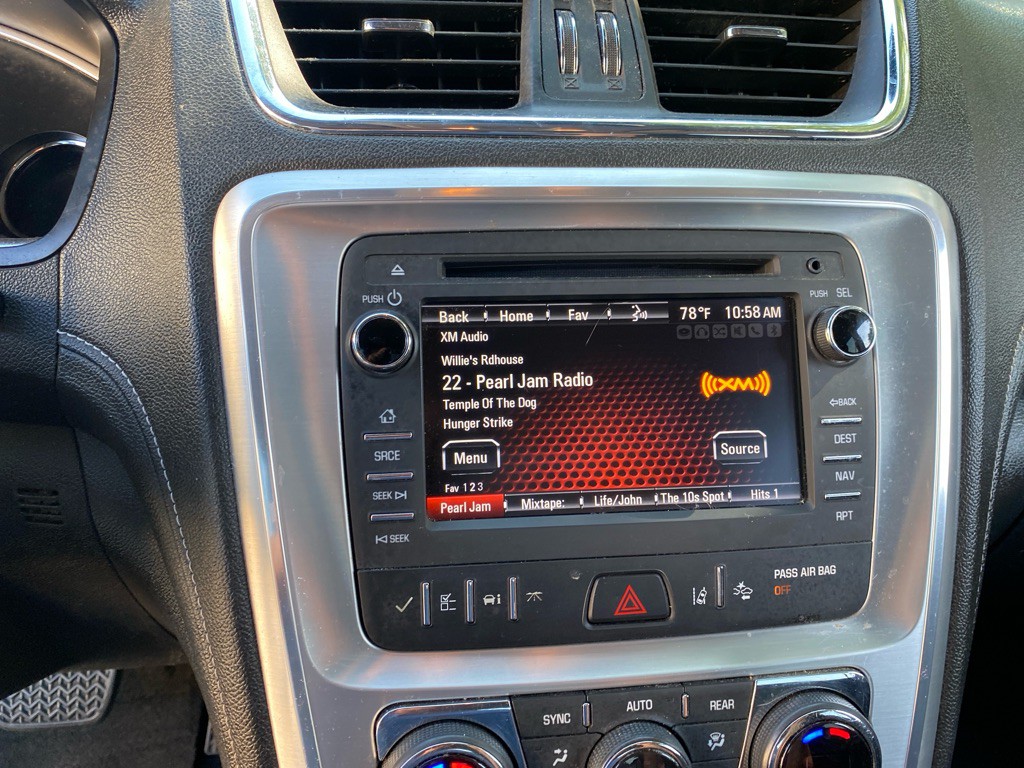 PUSH
PUSH SEL
Back Home Fav 78°F 10:58 AM
XM Audio
Willie's Rdhouse
22 - Pearl Jam Radio
((XM))
Temple Of The Dog
Hunger Strike
Menu
Source
Fav 1 2 3
Pearl Jam Mixtape: Life/John The 10s Spot Hits 1
SRCE
SEEK
SEEK
BACK
DEST
NAV
RPT
PASS AIR BAG
OFF
SYNC
AUTO
REAR